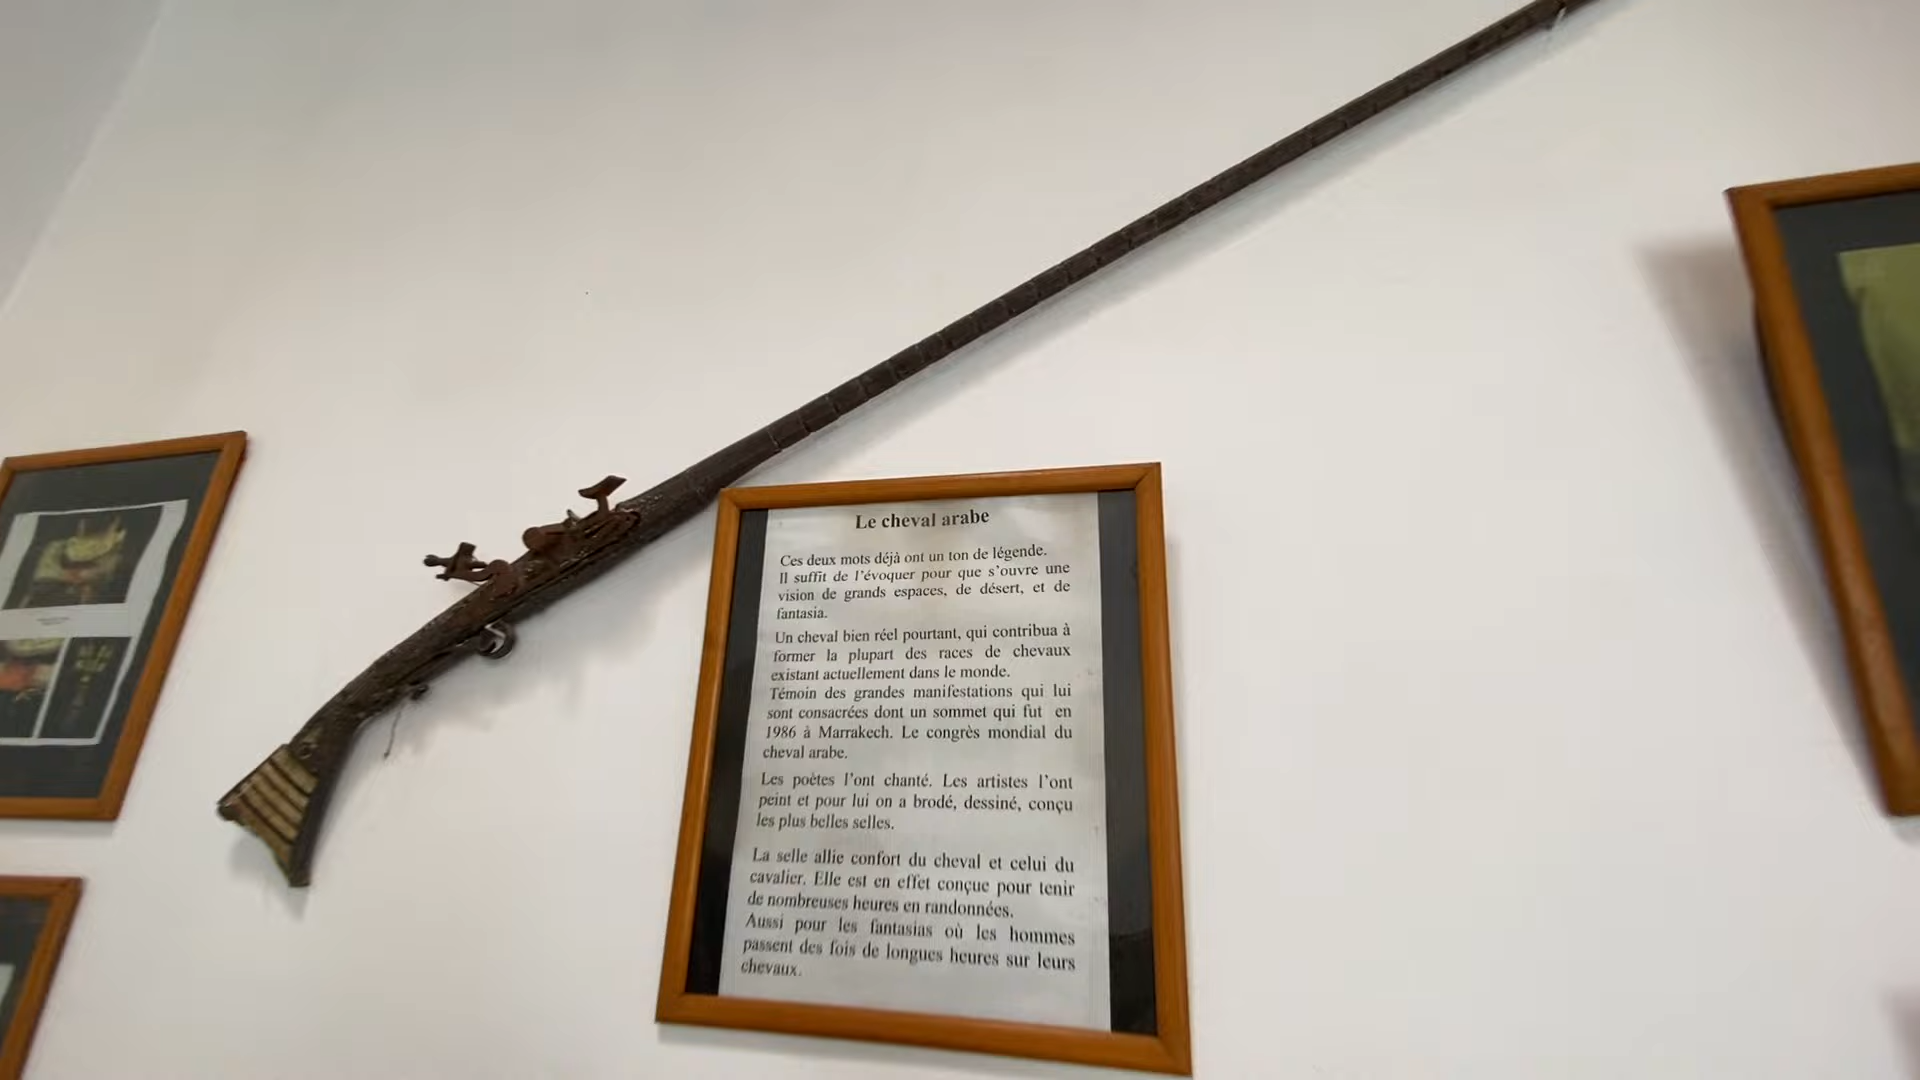 Le cheval arabe
Ces deux mots déjà ont un ton de légende.
Il suffit de l'évoquer pour que s'ouvre une
vision de grands espaces, de désert, et de
fantasia.
Un cheval bien réel pourtant, qui contribua à
former la plupart des races de chevaux
existant actuellement dans le monde.
Témoin des grandes manifestations qui lui
sont consacrées dont un sommet qui fut en
1986 à Marrakech. Le congrès mondial du
cheval arabe.
Les poètes l'ont chanté. Les artistes l'ont
peint et pour lui on a brodé, dessiné, conçu
les plus belles selles.
La selle allie confort du cheval et celui du
cavalier. Elle est en effet conçue pour tenir
de nombreuses heures en randonnées.
Aussi pour les fantasias où les hommes
passent des fois de longues heures sur leurs
chevaux.